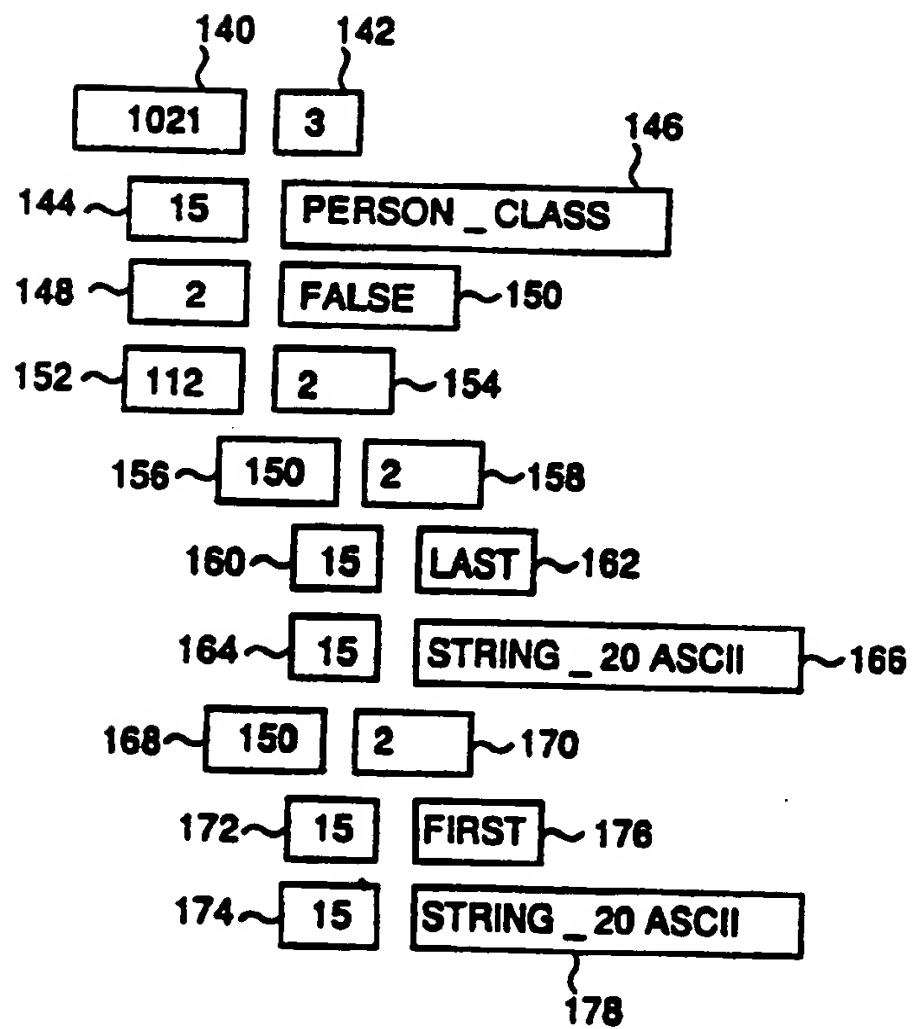 140 142
1021 3
146
144 15 PERSON _ CLASS
148 2 FALSE 150
152 112 2 154
156 150 2 158
160 15 LAST 162
164 15 STRING _ 20 ASCII 166
168 150 2 170
172 15 FIRST 176
174 15 STRING _ 20 ASCII
178